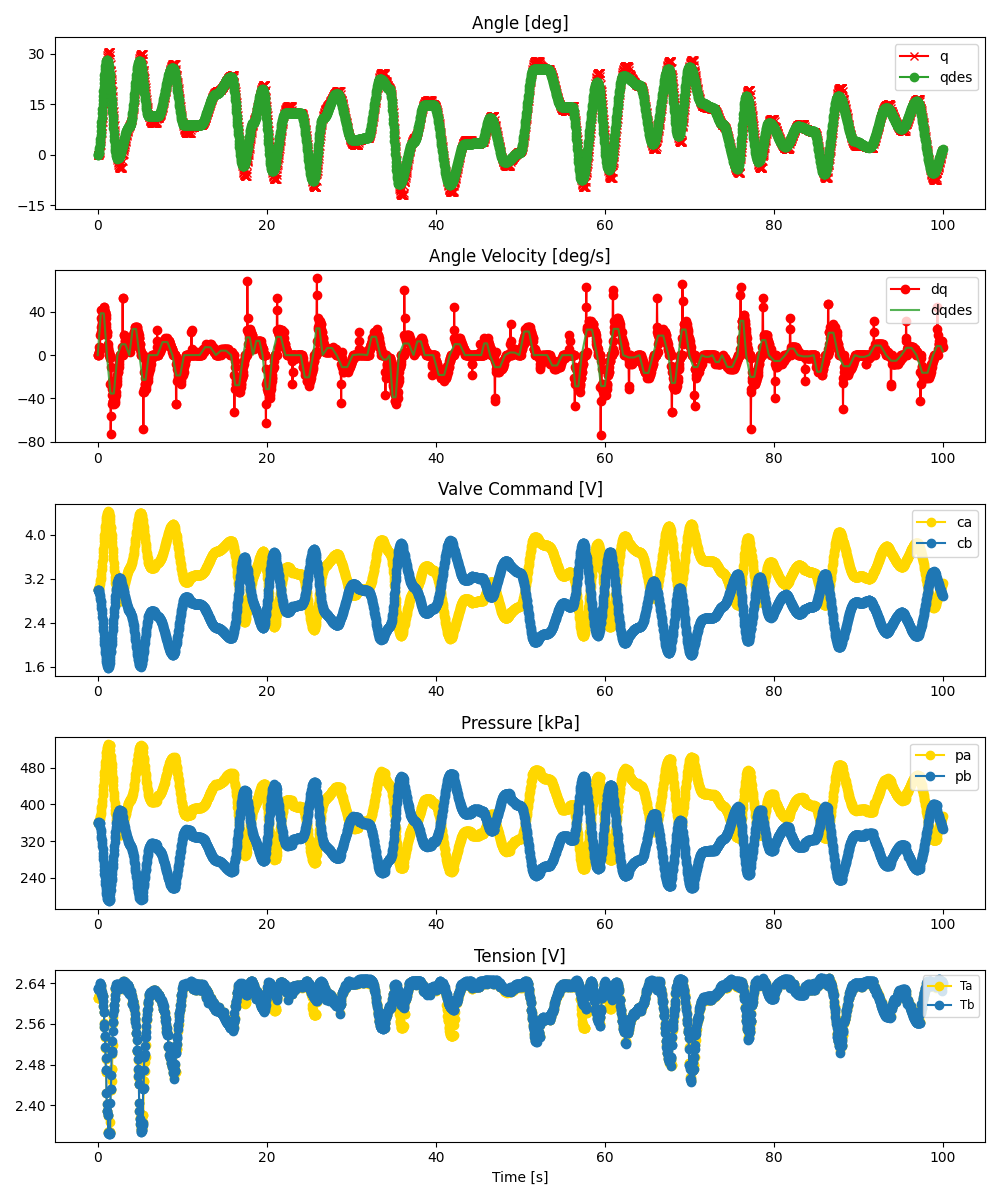 Angle [deg]
30
15
0
−15
q
qdes
0 20 40 60 80 100
Angle Velocity [deg/s]
40
0
−40
−80
dq
dqdes
0 20 40 60 80 100
Valve Command [V]
4.0
3.2
2.4
1.6
ca
cb
0 20 40 60 80 100
Pressure [kPa]
480
400
320
240
pa
pb
0 20 40 60 80 100
Tension [V]
2.64
2.56
2.48
2.40
Ta
Tb
0 20 40 60 80 100
Time [s]